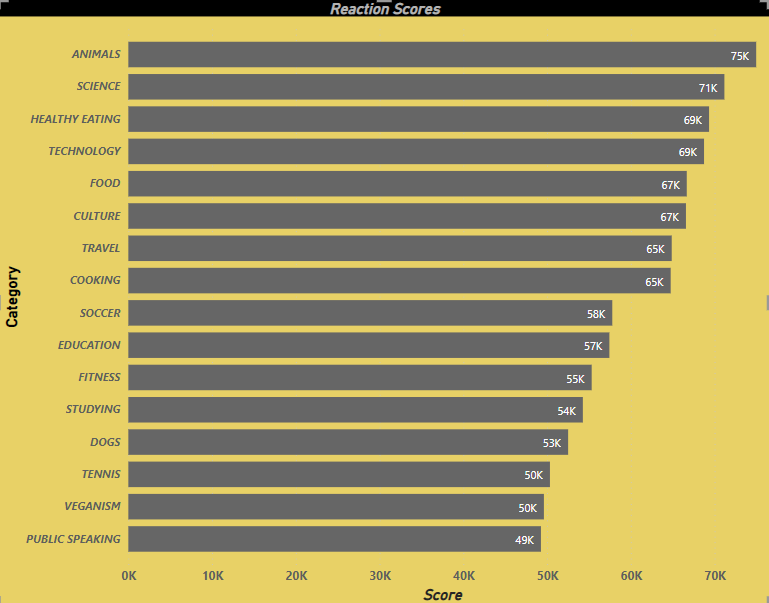 Reaction Scores
ANIMALS 75K
SCIENCE 71K
HEALTHY EATING 69K
TECHNOLOGY 69K
FOOD 67K
CULTURE 67K
TRAVEL 65K
COOKING 65K
Category
SOCCER 58K
EDUCATION 57K
FITNESS 55K
STUDYING 54K
DOGS 53K
TENNIS 50K
VEGANISM 50K
PUBLIC SPEAKING 49K
0K 10K 20K 30K 40K 50K 60K 70K
Score